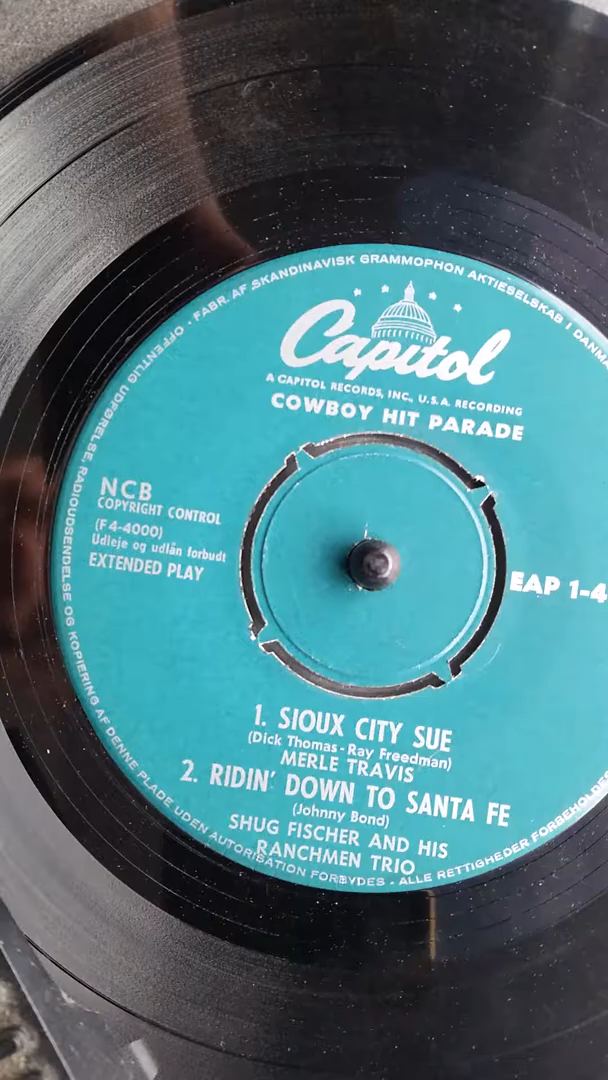 FABR. AF SKANDINAVISK GRAMMOPHON AKTIESELSKAB I DANMA
Capitol
A CAPITOL RECORDS, INC., U.S.A. RECORDING
COWBOY HIT PARADE
NCB
COPYRIGHT CONTROL
(F4-4000)
Udleje og udlån forbudt
EXTENDED PLAY
EAP 1-4
1. SIOUX CITY SUE
(Dick Thomas - Ray Freedman)
MERLE TRAVIS
2. RIDIN' DOWN TO SANTA FE
(Johnny Bond)
SHUG FISCHER AND HIS
RANCHMEN TRIO
OFFENTLIG UDFØRELSE, RADIOUDSENDELSE OG KOPIERING AF DENNE PLADE UDEN AUTORISATION FORBYDES - ALLE RETTIGHEDER FORBEHOLDE